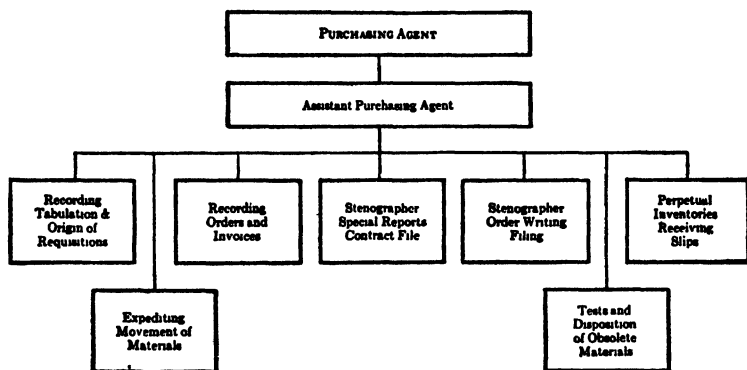 PURCHASING AGENT
Assistant Purchasing Agent
Recording
Tabulation &
Origin of
Requisitions
Recording
Orders and
Invoices
Stenographer
Special Reports
Contract File
Stenographer
Order Writing
Filing
Perpetual
Inventories
Receiving
Slips
Expediting
Movement of
Materials
Tests and
Disposition
of Obsolete
Materials